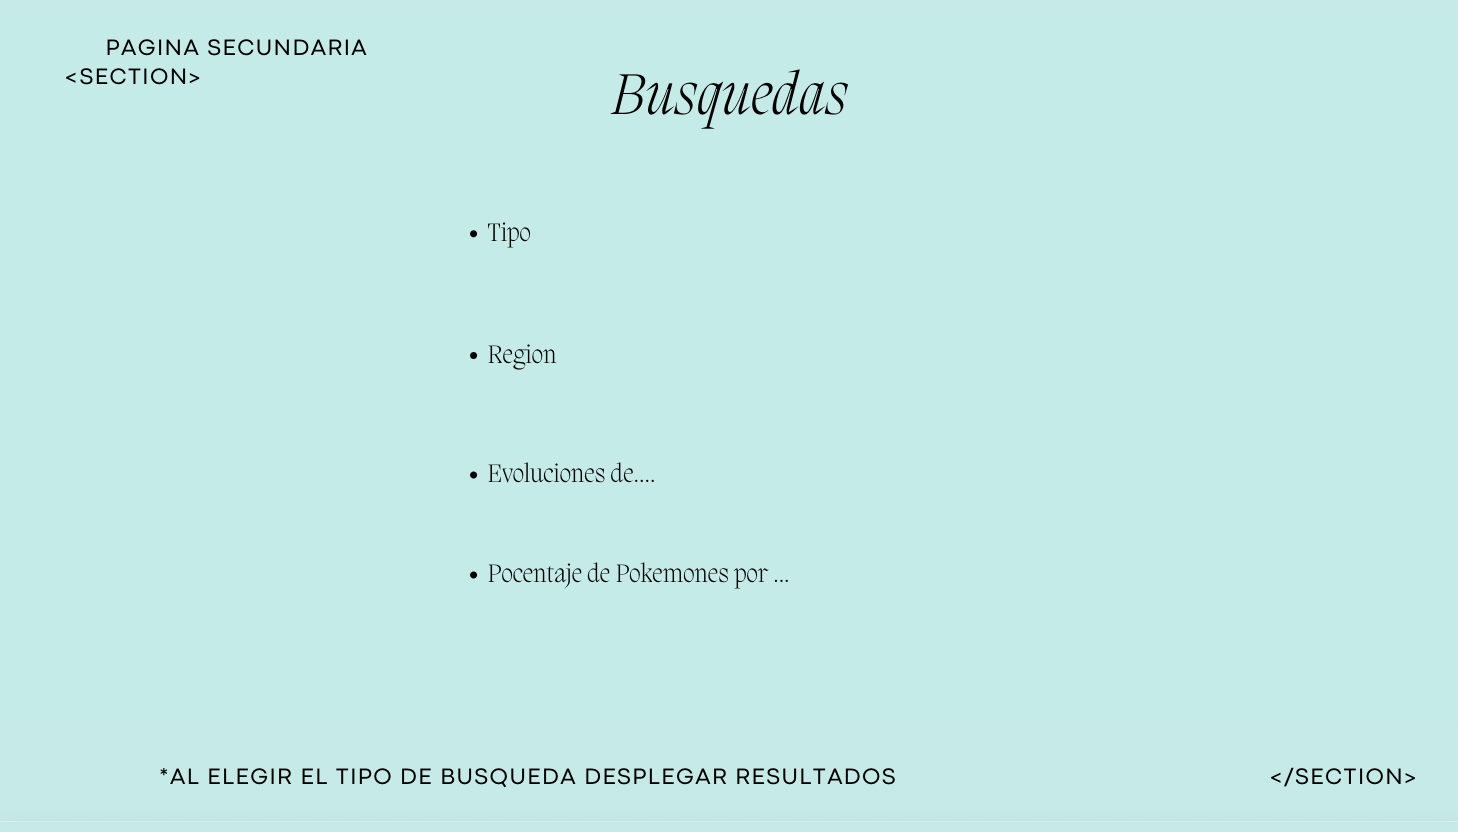 PAGINA SECUNDARIA
<SECTION>
Busquedas
• Tipo
• Region
• Evoluciones de....
• Pocentaje de Pokemones por ...
*AL ELEGIR EL TIPO DE BUSQUEDA DESPLEGAR RESULTADOS
</SECTION>